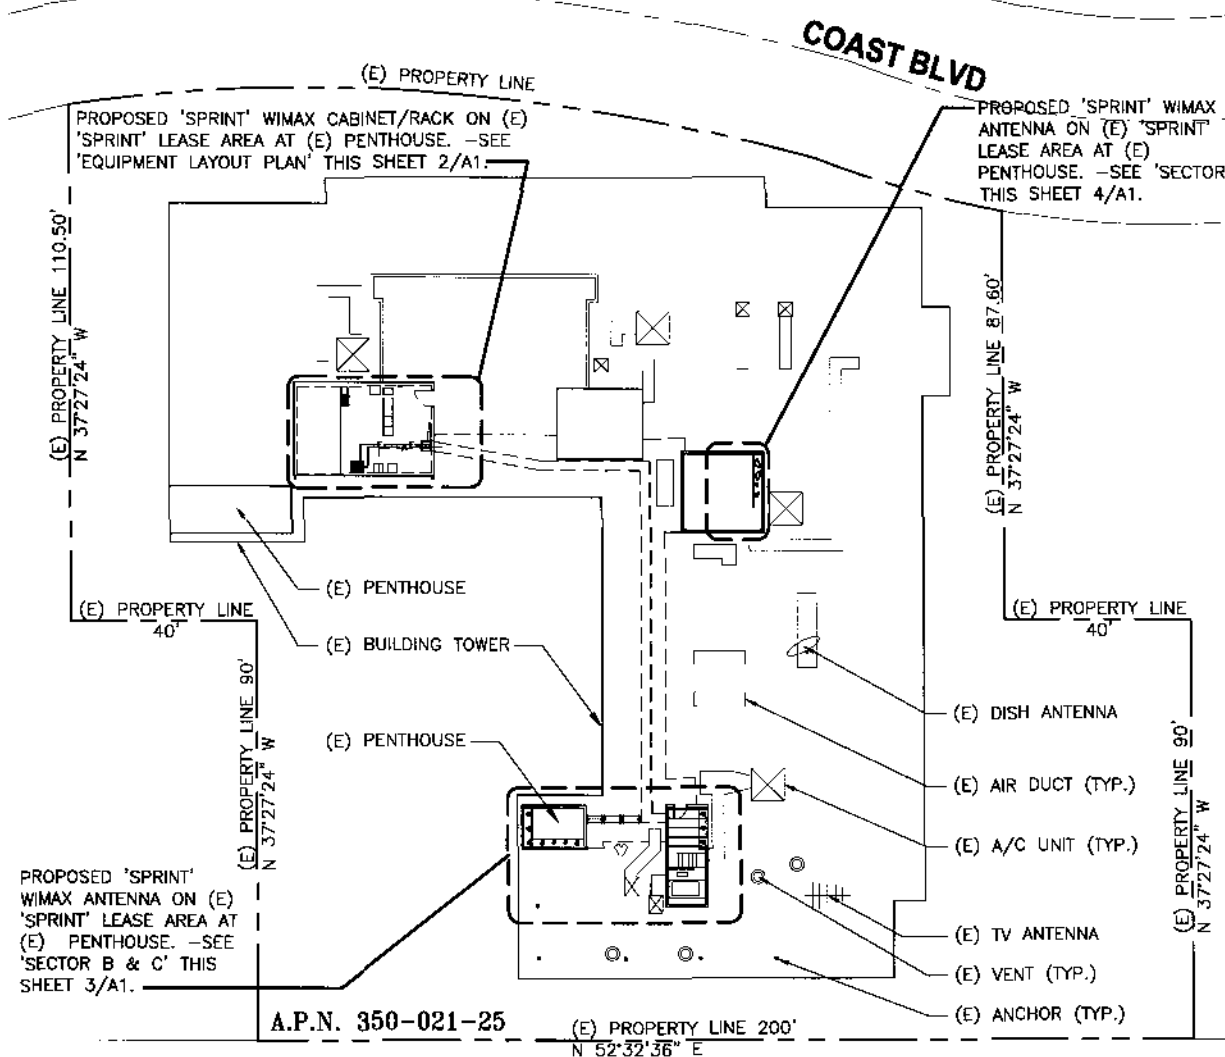 COAST BLVD
(E) PROPERTY LINE
PROPOSED 'SPRINT' WIMAX CABINET/RACK ON (E)
'SPRINT' LEASE AREA AT (E) PENTHOUSE. -SEE
'EQUIPMENT LAYOUT PLAN' THIS SHEET 2/A1.
PROPOSED 'SPRINT' WIMAX
ANTENNA ON (E) 'SPRINT'
LEASE AREA AT (E)
PENTHOUSE. -SEE 'SECTOR
THIS SHEET 4/A1.
(E) PROPERTY LINE 110.50'
N 37°27'24" W
(E) PROPERTY LINE 87.60'
N 37°27'24" W
(E) PENTHOUSE
(E) PROPERTY LINE
40'
(E) PROPERTY LINE
40'
(E) BUILDING TOWER
(E) PROPERTY LINE 90'
N 37°27'24" W
(E) PENTHOUSE
(E) DISH ANTENNA
(E) AIR DUCT (TYP.)
(E) A/C UNIT (TYP.)
(E) PROPERTY LINE 90'
N 37°27'24" W
PROPOSED 'SPRINT'
WIMAX ANTENNA ON (E)
'SPRINT' LEASE AREA AT
(E) PENTHOUSE. -SEE
'SECTOR B & C' THIS
SHEET 3/A1.
(E) TV ANTENNA
(E) VENT (TYP.)
(E) ANCHOR (TYP.)
A.P.N. 350-021-25
(E) PROPERTY LINE 200'
N 52°32'36" E